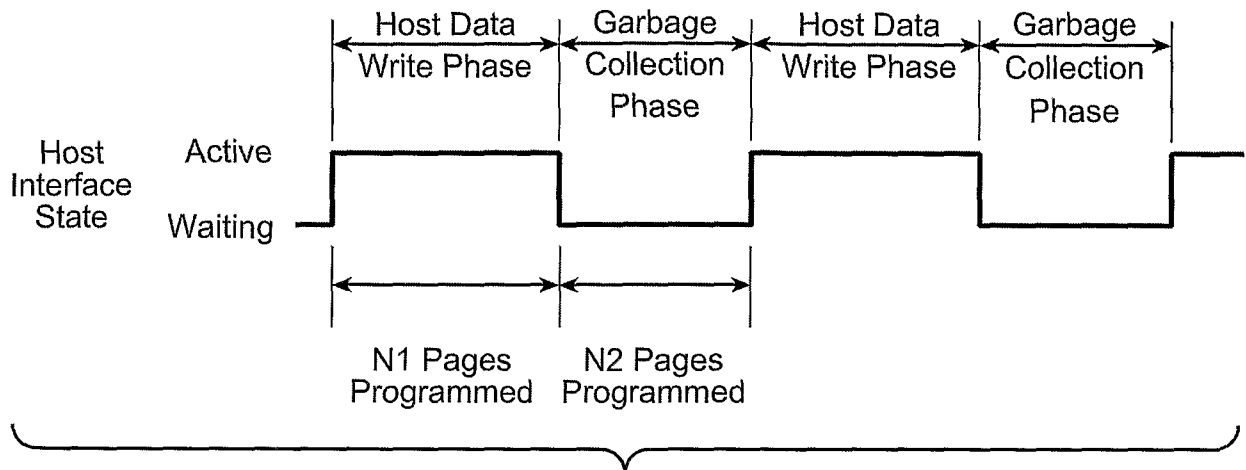 Host Data
Write Phase
Garbage
Collection
Phase
Host Data
Write Phase
Garbage
Collection
Phase
Host
Interface
State
Active
Waiting
N1 Pages
Programmed
N2 Pages
Programmed